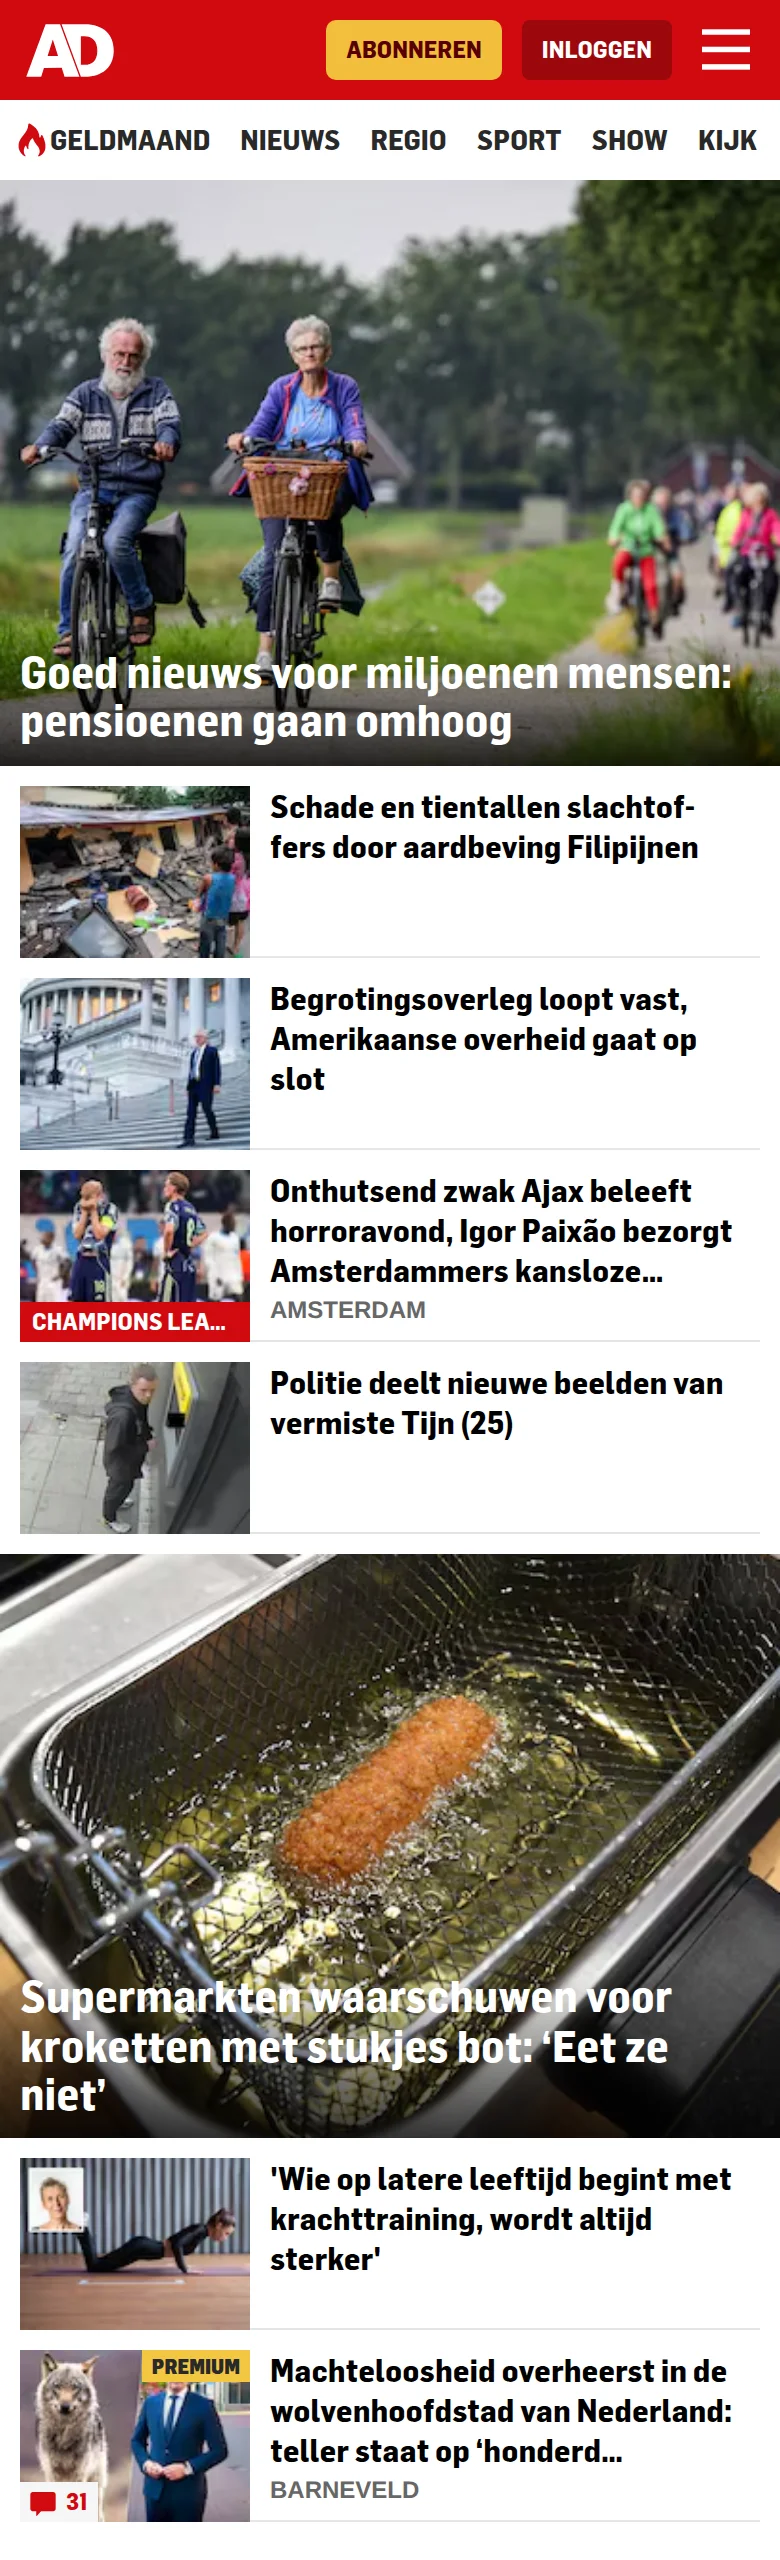 AD
ABONNEREN
INLOGGEN
GELDMAAND NIEUWS REGIO SPORT SHOW KIJK
Goed nieuws voor miljoenen mensen:
pensioenen gaan omhoog
Schade en tientallen slachtof-
fers door aardbeving Filipijnen
Begrotingsoverleg loopt vast,
Amerikaanse overheid gaat op
slot
Onthutsend zwak Ajax beleeft
horroravond, Igor Paixão bezorgt
Amsterdammers kansloze...
AMSTERDAM
CHAMPIONS LEA...
Politie deelt nieuwe beelden van
vermiste Tijn (25)
Supermarkten waarschuwen voor
kroketten met stukjes bot: ‘Eet ze
niet’
'Wie op latere leeftijd begint met
krachttraining, wordt altijd
sterker'
PREMIUM
Machteloosheid overheerst in de
wolvenhoofdstad van Nederland:
teller staat op ‘honderd...
BARNEVELD
31